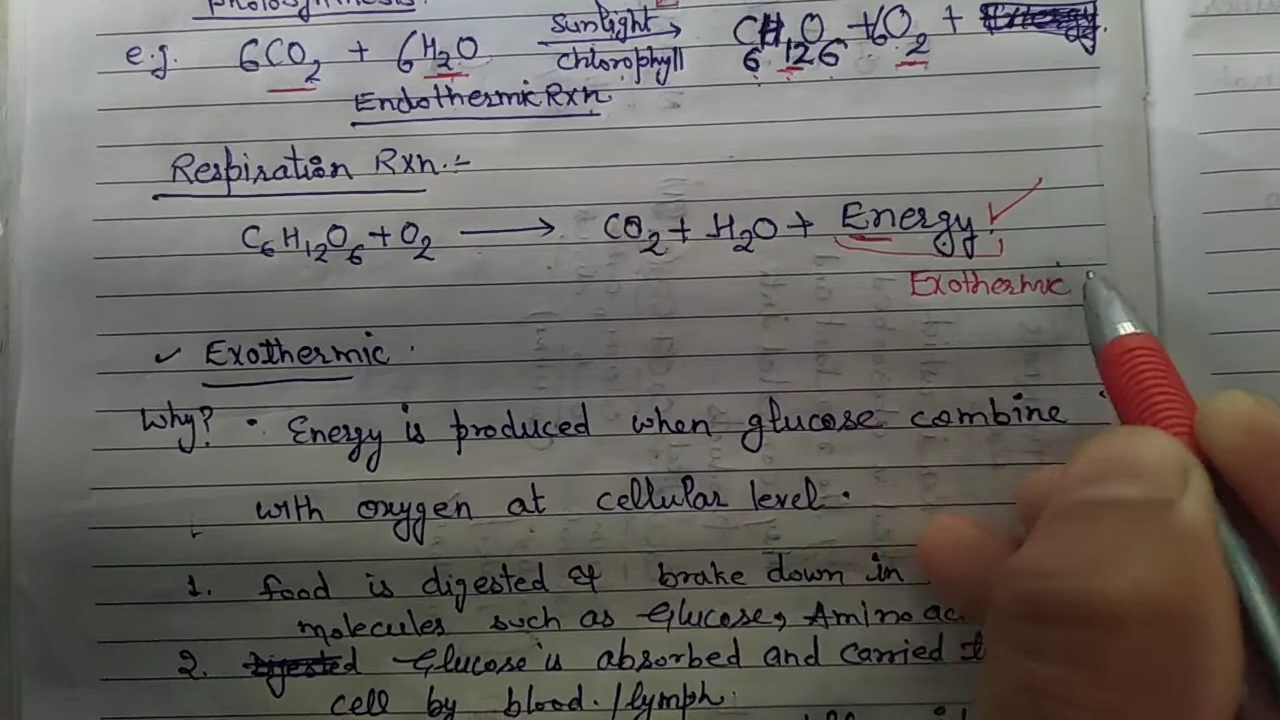 Photosynthesis.
e.g. 6CO2 + 6H2O sunlight chlorophyll C6H12O6 + 6O2 +
Endothermic Rxn.
Respiration Rxn.:-
C6H12O6 + O2 → CO2 + H2O + Energy
Exothermic
✓ Exothermic.
Why? • Energy is produced when glucose combine
with oxygen at cellular level.
1. food is digested & brake down in
molecules such as Glucose, Amino ac
2. Glucose is absorbed and carried
cell by blood./lymph.